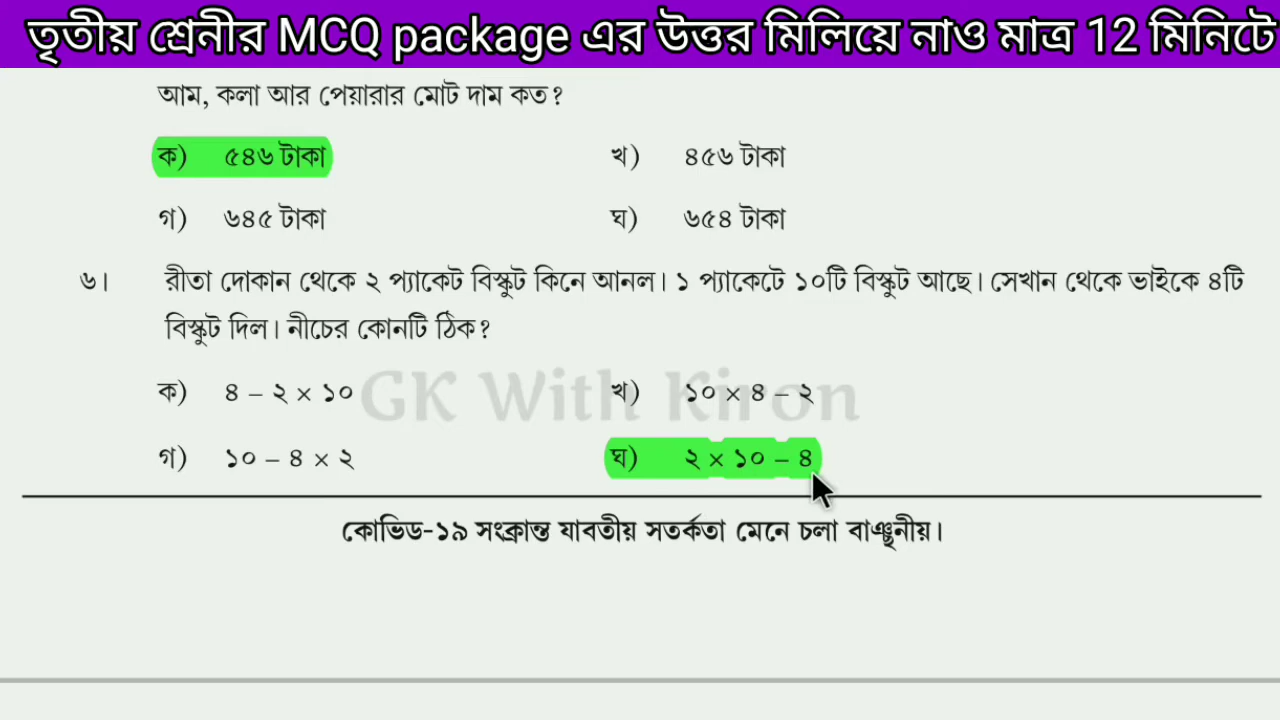 তৃতীয় শ্রেনীর MCQ package এর উত্তর মিলিয়ে নাও মাত্র 12 মিনিটে
আম, কলা আর পেয়ারার মোট দাম কত?
ক) ৫৪৬ টাকা খ) ৪৫৬ টাকা
গ) ৬৪৫ টাকা ঘ) ৬৫৪ টাকা
৬। রীতা দোকান থেকে ২ প্যাকেট বিস্কুট কিনে আনল। ১ প্যাকেটে ১০টি বিস্কুট আছে। সেখান থেকে ভাইকে ৪টি
বিস্কুট দিল। নীচের কোনটি ঠিক?
ক) ৪ – ২ × ১০ খ) ১০ × ৪ – ২
GK With Kiron
গ) ১০ – ৪ × ২ ঘ) ২ × ১০ – ৪
কোভিড-১৯ সংক্রান্ত যাবতীয় সতর্কতা মেনে চলা বাঞ্ছনীয়।